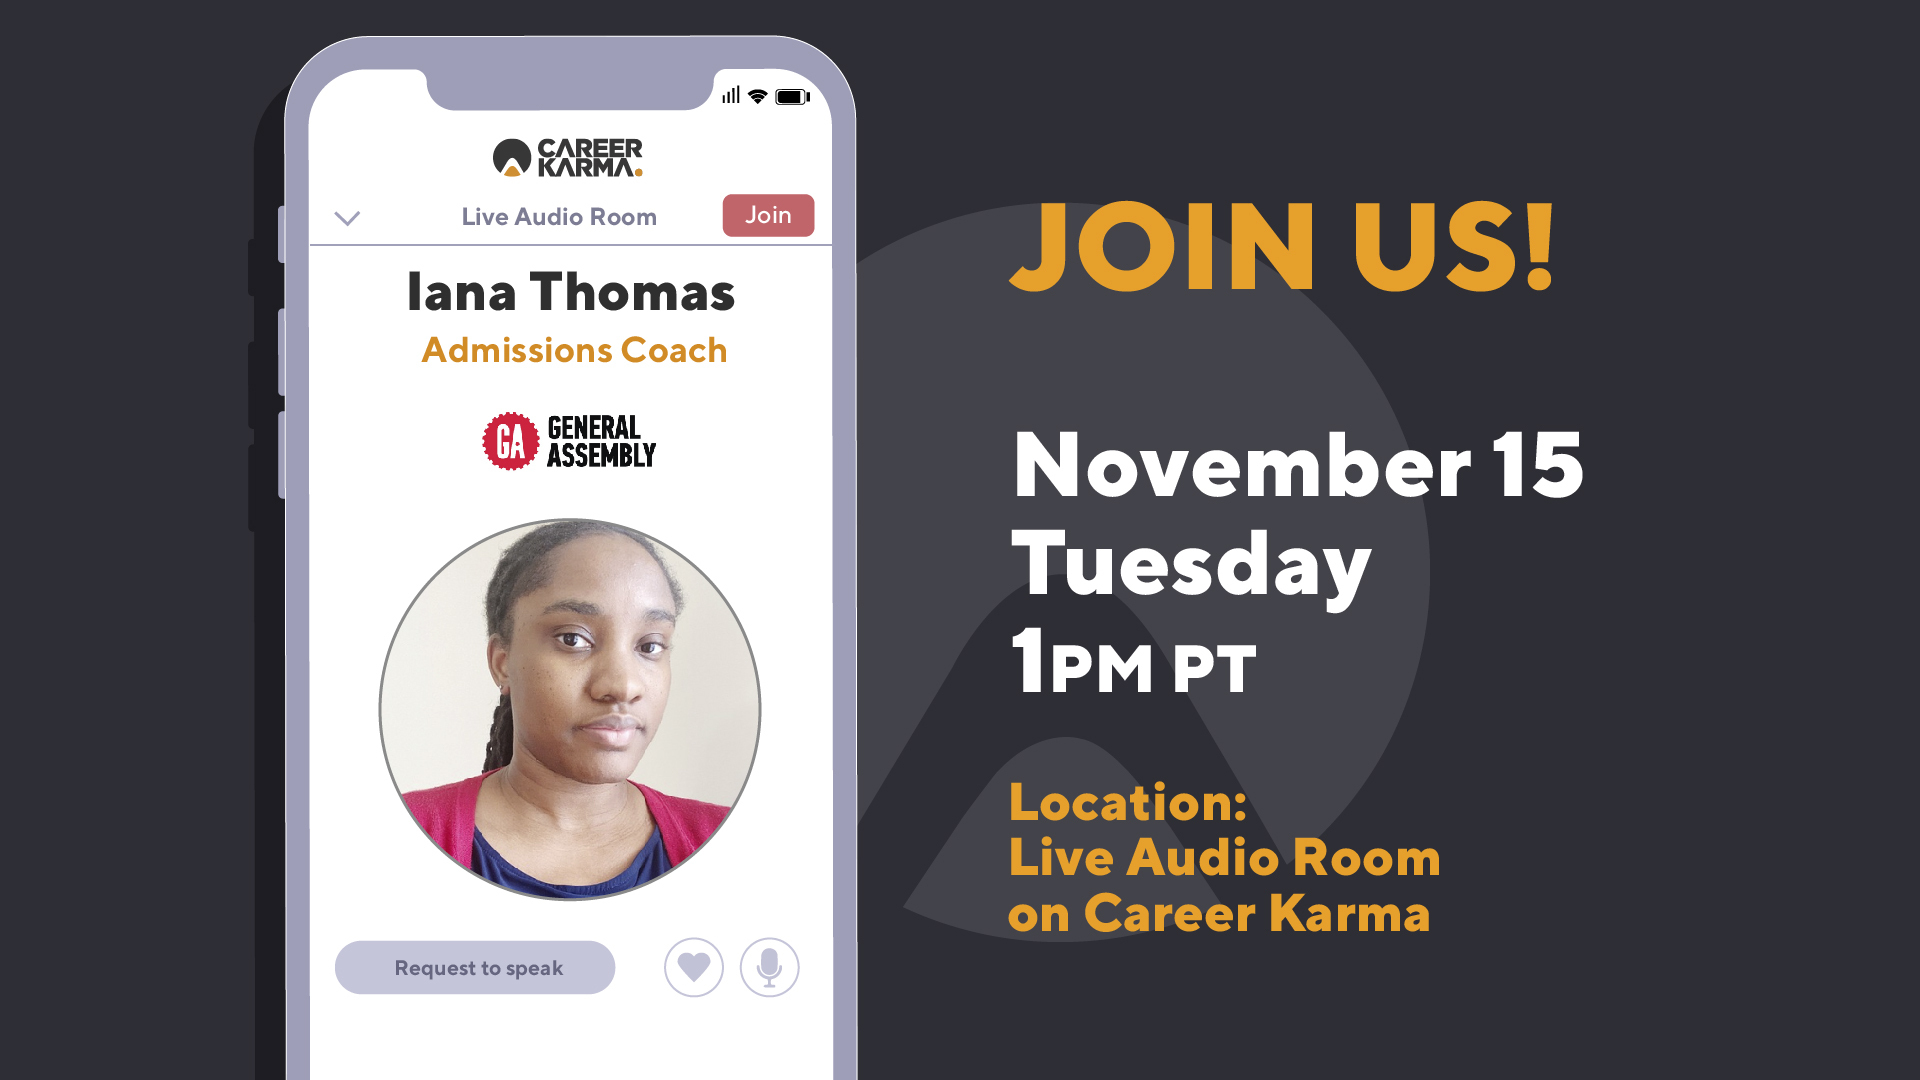 CAREER
KARMA.
Live Audio Room
Join
Iana Thomas
Admissions Coach
GA
GENERAL
ASSEMBLY
Request to speak
JOIN US!
November 15
Tuesday
1PM PT
Location:
Live Audio Room
on Career Karma